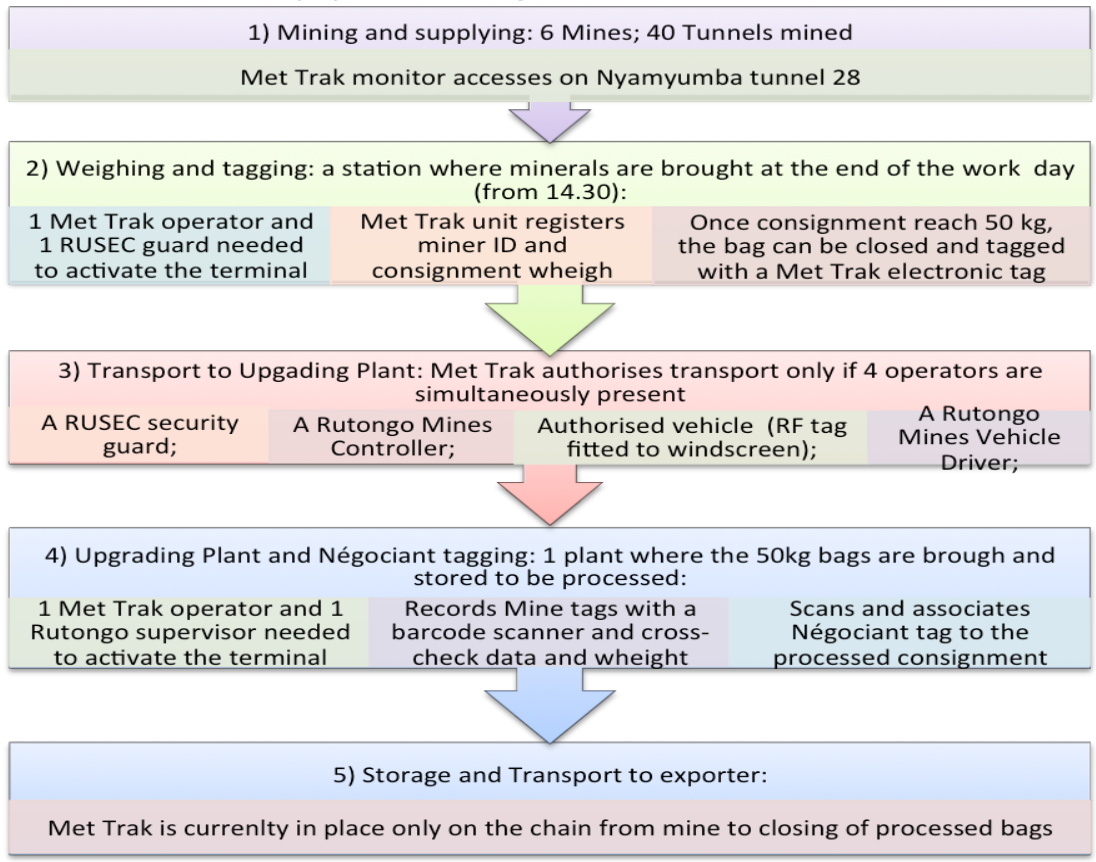 1) Mining and supplying: 6 Mines; 40 Tunnels mined
Met Trak monitor accesses on Nyamyumba tunnel 28
2) Weighing and tagging: a station where minerals are brought at the end of the work day
(from 14.30):
1 Met Trak operator and
1 RUSEC guard needed
to activate the terminal
Met Trak unit registers
miner ID and
consignment wheigh
Once consignment reach 50 kg,
the bag can be closed and tagged
with a Met Trak electronic tag
3) Transport to Upgading Plant: Met Trak authorises transport only if 4 operators are
simultaneously present
A RUSEC security
guard;
A Rutongo Mines
Controller;
Authorised vehicle (RF tag
fitted to windscreen);
A Rutongo
Mines Vehicle
Driver;
4) Upgrading Plant and Négociant tagging: 1 plant where the 50kg bags are brough and
stored to be processed:
1 Met Trak operator and 1
Rutongo supervisor needed
to activate the terminal
Records Mine tags with a
barcode scanner and cross-
check data and wheight
Scans and associates
Négociant tag to the
processed consignment
5) Storage and Transport to exporter:
Met Trak is currenlty in place only on the chain from mine to closing of processed bags